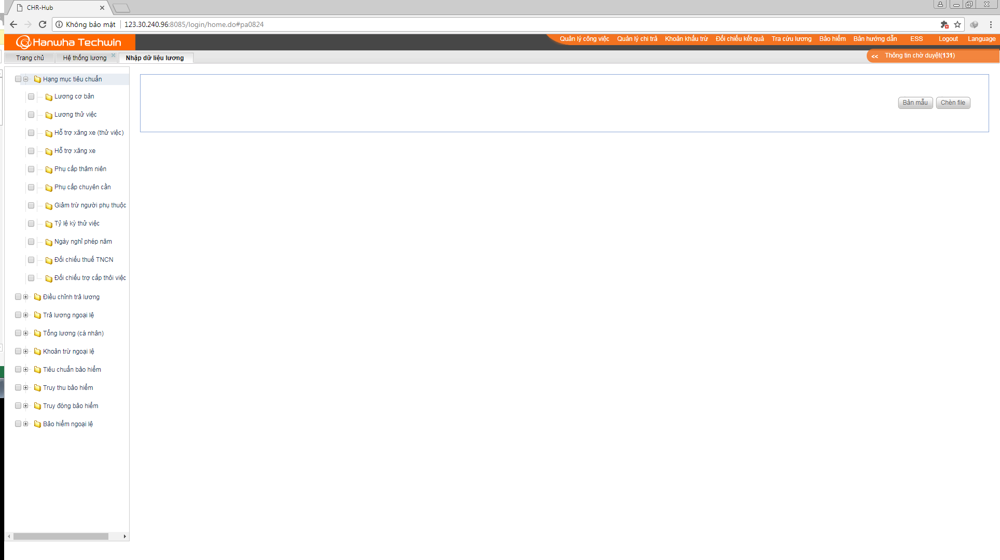 CHR-Hub
Không bảo mật 123.30.240.96:8085/login/home.do#pa0824
Hanwha Techwin
Quản lý công việc Quản lý chi trả Khoản khấu trừ Đối chiếu kết quả Tra cứu lương Bảo hiểm Bản hướng dẫn ESS Logout Language
Trang chủ Hệ thống lương Nhập dữ liệu lương
<< Thông tin chờ duyệt(131)
Hạng mục tiêu chuẩn
Lương cơ bản
Lương thử việc
Hỗ trợ xăng xe (thử việc)
Hỗ trợ xăng xe
Phụ cấp thâm niên
Phụ cấp chuyên cần
Giảm trừ người phụ thuộc
Tỷ lệ kỳ thử việc
Ngày nghỉ phép năm
Đối chiếu thuế TNCN
Đối chiếu trợ cấp thôi việc
Điều chỉnh trả lương
Trả lương ngoại lệ
Tổng lương (cá nhân)
Khoản trừ ngoại lệ
Tiêu chuẩn bảo hiểm
Truy thu bảo hiểm
Truy đóng bảo hiểm
Bảo hiểm ngoại lệ
Bản mẫu Chèn file